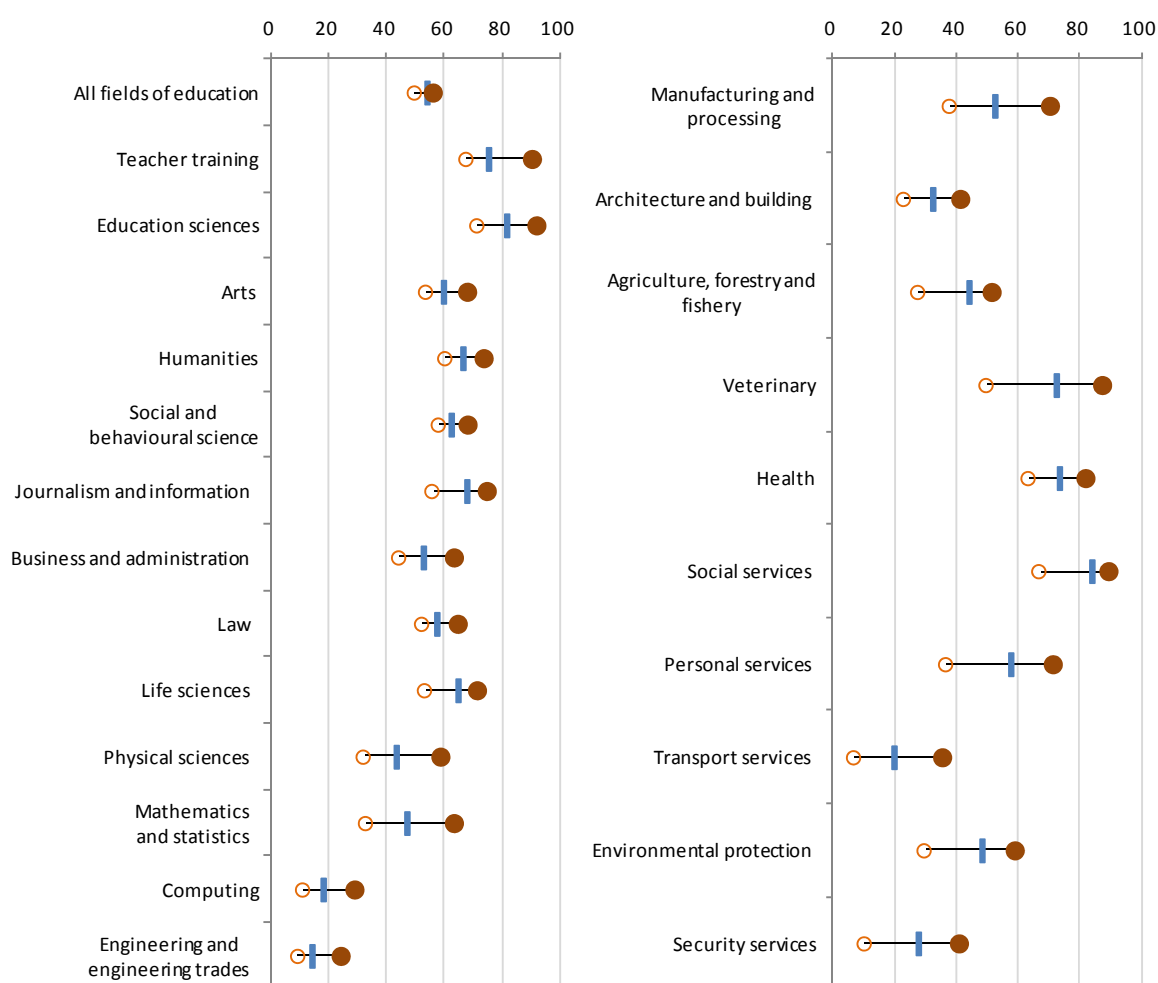 0 20 40 60 80 100
All fields of education
Teacher training
Education sciences
Arts
Humanities
Social and
behavioural science
Journalism and information
Business and administration
Law
Life sciences
Physical sciences
Mathematics
and statistics
Computing
Engineering and
engineering trades
0 20 40 60 80 100
Manufacturing and
processing
Architecture and building
Agriculture, forestry and
fishery
Veterinary
Health
Social services
Personal services
Transport services
Environmental protection
Security services